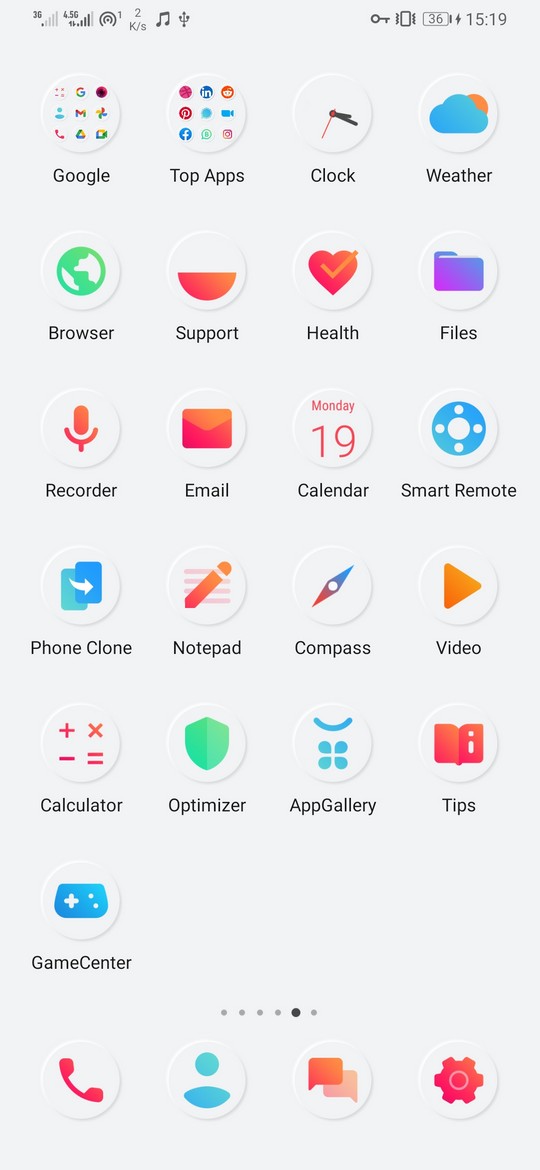 3G 4.5G 1 2 K/s 36 15:19
Google Top Apps Clock Weather
Browser Support Health Files
Monday
19
Recorder Email Calendar Smart Remote
Phone Clone Notepad Compass Video
Calculator Optimizer AppGallery Tips
GameCenter